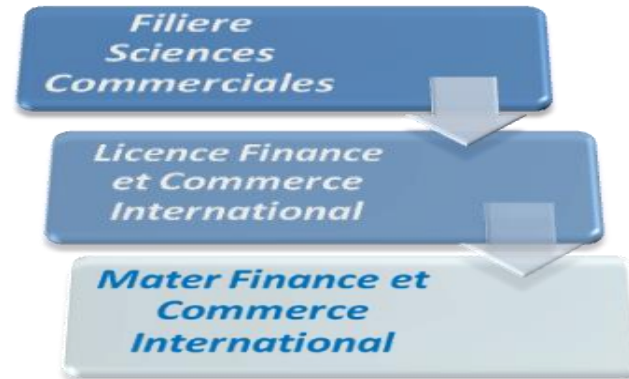 Filiere
Sciences
Commerciales
Licence Finance
et Commerce
International
Mater Finance et
Commerce
International